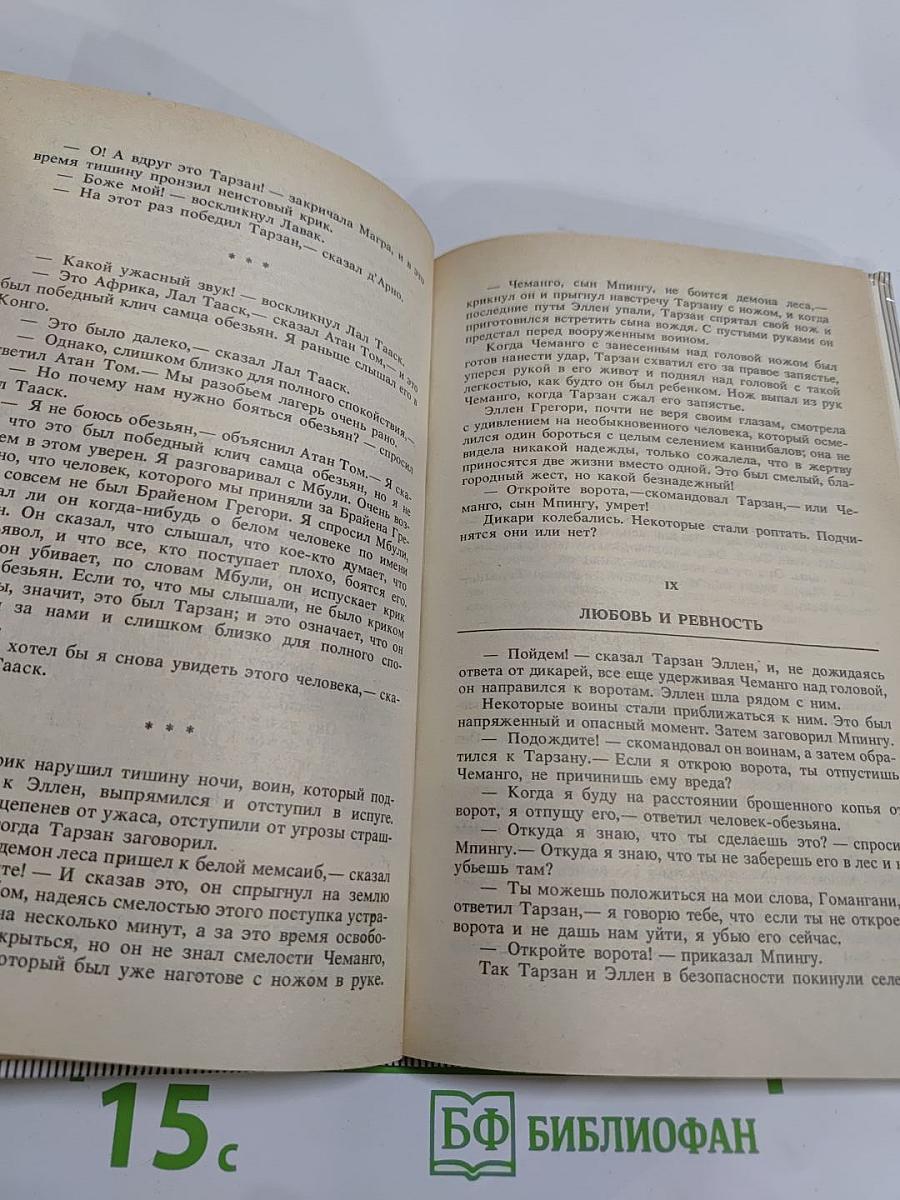 — О! А вдруг это Тарзан! — закричала Магра, и в это
время тишину пронзил неистовый крик.
— Боже мой! — воскликнул Лавак.
— На этот раз победил Тарзан,— сказал д'Арно.
* * *
— Какой ужасный звук! — воскликнул Лал Тааск.
— Это Африка, Лал Тааск,— сказал Атан Том,— и это
был победный клич самца обезьян. Я раньше слышал его в
Конго.
— Это было далеко,— сказал Лал Тааск.
— Однако, слишком близко для полного спокойствия,—
ответил Атан Том.— Мы разобьем лагерь очень рано.
— Но почему нам нужно бояться обезьян? — спросил
Тааск.
— Я не боюсь обезьян,— объяснил Атан Том.— Я ска-
что это был победный клич самца обезьян, но я не
ем в этом уверен. Я разговаривал с Мбули. Очень воз-
но, что человек, которого мы приняли за Брайена Гре-
совсем не был Брайеном Грегори. Я спросил Мбули,
ал ли он когда-нибудь о белом человеке по имени
н. Он сказал, что слышал, что кое-кто думает, что
явол, и что все, кто поступает плохо, боятся его.
он убивает, по словам Мбули, он испускает крик
безьян. Если то, что мы слышали, не было криком
ы, значит, это был Тарзан; и это означает, что он
за нами и слишком близко для полного спо-
хотел бы я снова увидеть этого человека,— ска-
Тааск.
* * *
рик нарушил тишину ночи, воин, который под-
к Эллен, выпрямился и отступил в испуге.
цепенев от ужаса, отступили от угрозы страш-
огда Тарзан заговорил.
демон леса пришел к белой мемсаиб,— сказал
те! — И сказав это, он спрыгнул на землю
ом, надеясь смелостью этого поступка устра-
на несколько минут, а за это время освобо-
крыться, но он не знал смелости Чеманго,
оторый был уже наготове с ножом в руке.
— Чеманго, сын Мпингу, не боится демона леса,—
крикнул он и прыгнул навстречу Тарзану с ножом, и когда
последние путы Эллен упали, Тарзан спрятал свой нож и
приготовился встретить сына вождя. С пустыми руками он
предстал перед вооруженным воином.
Когда Чеманго с занесенным над головой ножом был
готов нанести удар, Тарзан схватил его за правое запястье,
уперся рукой в его живот и поднял над головой с такой
легкостью, как будто он был ребенком. Нож выпал из рук
Чеманго, когда Тарзан сжал его запястье.
Эллен Грегори, почти не веря своим глазам, смотрела
с удивлением на необыкновенного человека, который осме-
лился один бороться с целым селением каннибалов; она не
видела никакой надежды, только сожалела, что в жертву
приносятся две жизни вместо одной. Это был смелый, бла-
городный жест, но какой безнадежный!
— Откройте ворота,—скомандовал Тарзан,— или Че-
манго, сын Мпингу, умрет!
Дикари колебались. Некоторые стали роптать. Подчи-
нятся они или нет?
IX
ЛЮБОВЬ И РЕВНОСТЬ
— Пойдем! — сказал Тарзан Эллен, и, не дожидаясь
ответа от дикарей, все еще удерживая Чеманго над головой,
он направился к воротам. Эллен шла рядом с ним.
Некоторые воины стали приближаться к ним. Это был
напряженный и опасный момент. Затем заговорил Мпингу.
— Подождите! — скомандовал он воинам, а затем обра-
тился к Тарзану.— Если я открою ворота, ты отпустишь
Чеманго, не причинишь ему вреда?
— Когда я буду на расстоянии брошенного копья от
ворот, я отпущу его,— ответил человек-обезьяна.
— Откуда я знаю, что ты сделаешь это? — спроси
Мпингу.— Откуда я знаю, что ты не заберешь его в лес и н
убьешь там?
— Ты можешь положиться на мои слова, Гомангани,
ответил Тарзан,— я говорю тебе, что если ты не открое
ворота и не дашь нам уйти, я убью его сейчас.
— Откройте ворота! — приказал Мпингу.
Так Тарзан и Эллен в безопасности покинули селе
15 с
БФ БИБЛИОФАН